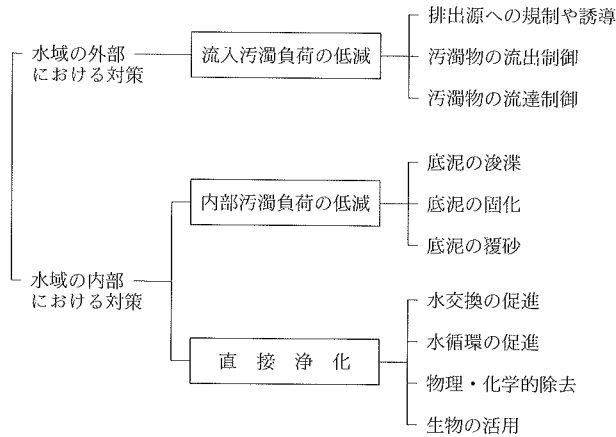 水域の外部
における対策
流入汚濁負荷の低減
排出源への規制や誘導
汚濁物の流出制御
汚濁物の流達制御
水域の内部
における対策
内部汚濁負荷の低減
底泥の浚渫
底泥の固化
底泥の覆砂
直接浄化
水交換の促進
水循環の促進
物理・化学的除去
生物の活用